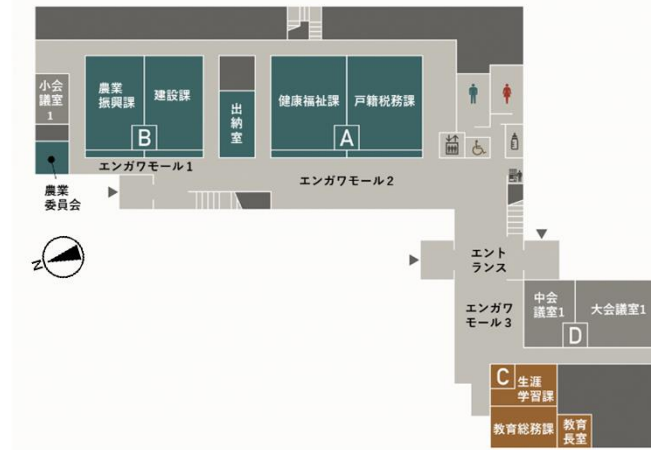 小会
議室
1
農業
振興課
建設課
B
出納室
健康福祉課
戸籍税務課
A
農業
委員会
エンガワモール1
エンガワモール2
エント
ランス
エンガワ
モール3
N
中会
議室1
大会議室1
D
C
生涯
学習課
教育総務課
教育
長室